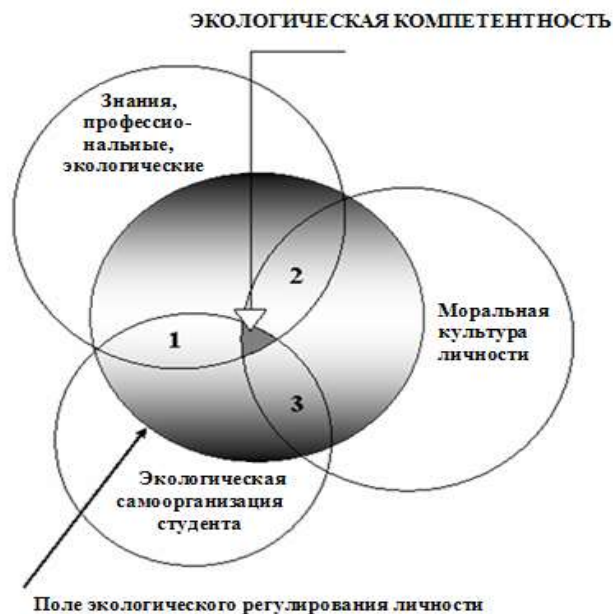 ЭКОЛОГИЧЕСКАЯ КОМПЕТЕНТНОСТЬ
Знания,
профессио-
нальные,
экологические
2
Моральная
культура
личности
1
3
Экологическая
самоорганизация
студента
Поле экологического регулирования личности